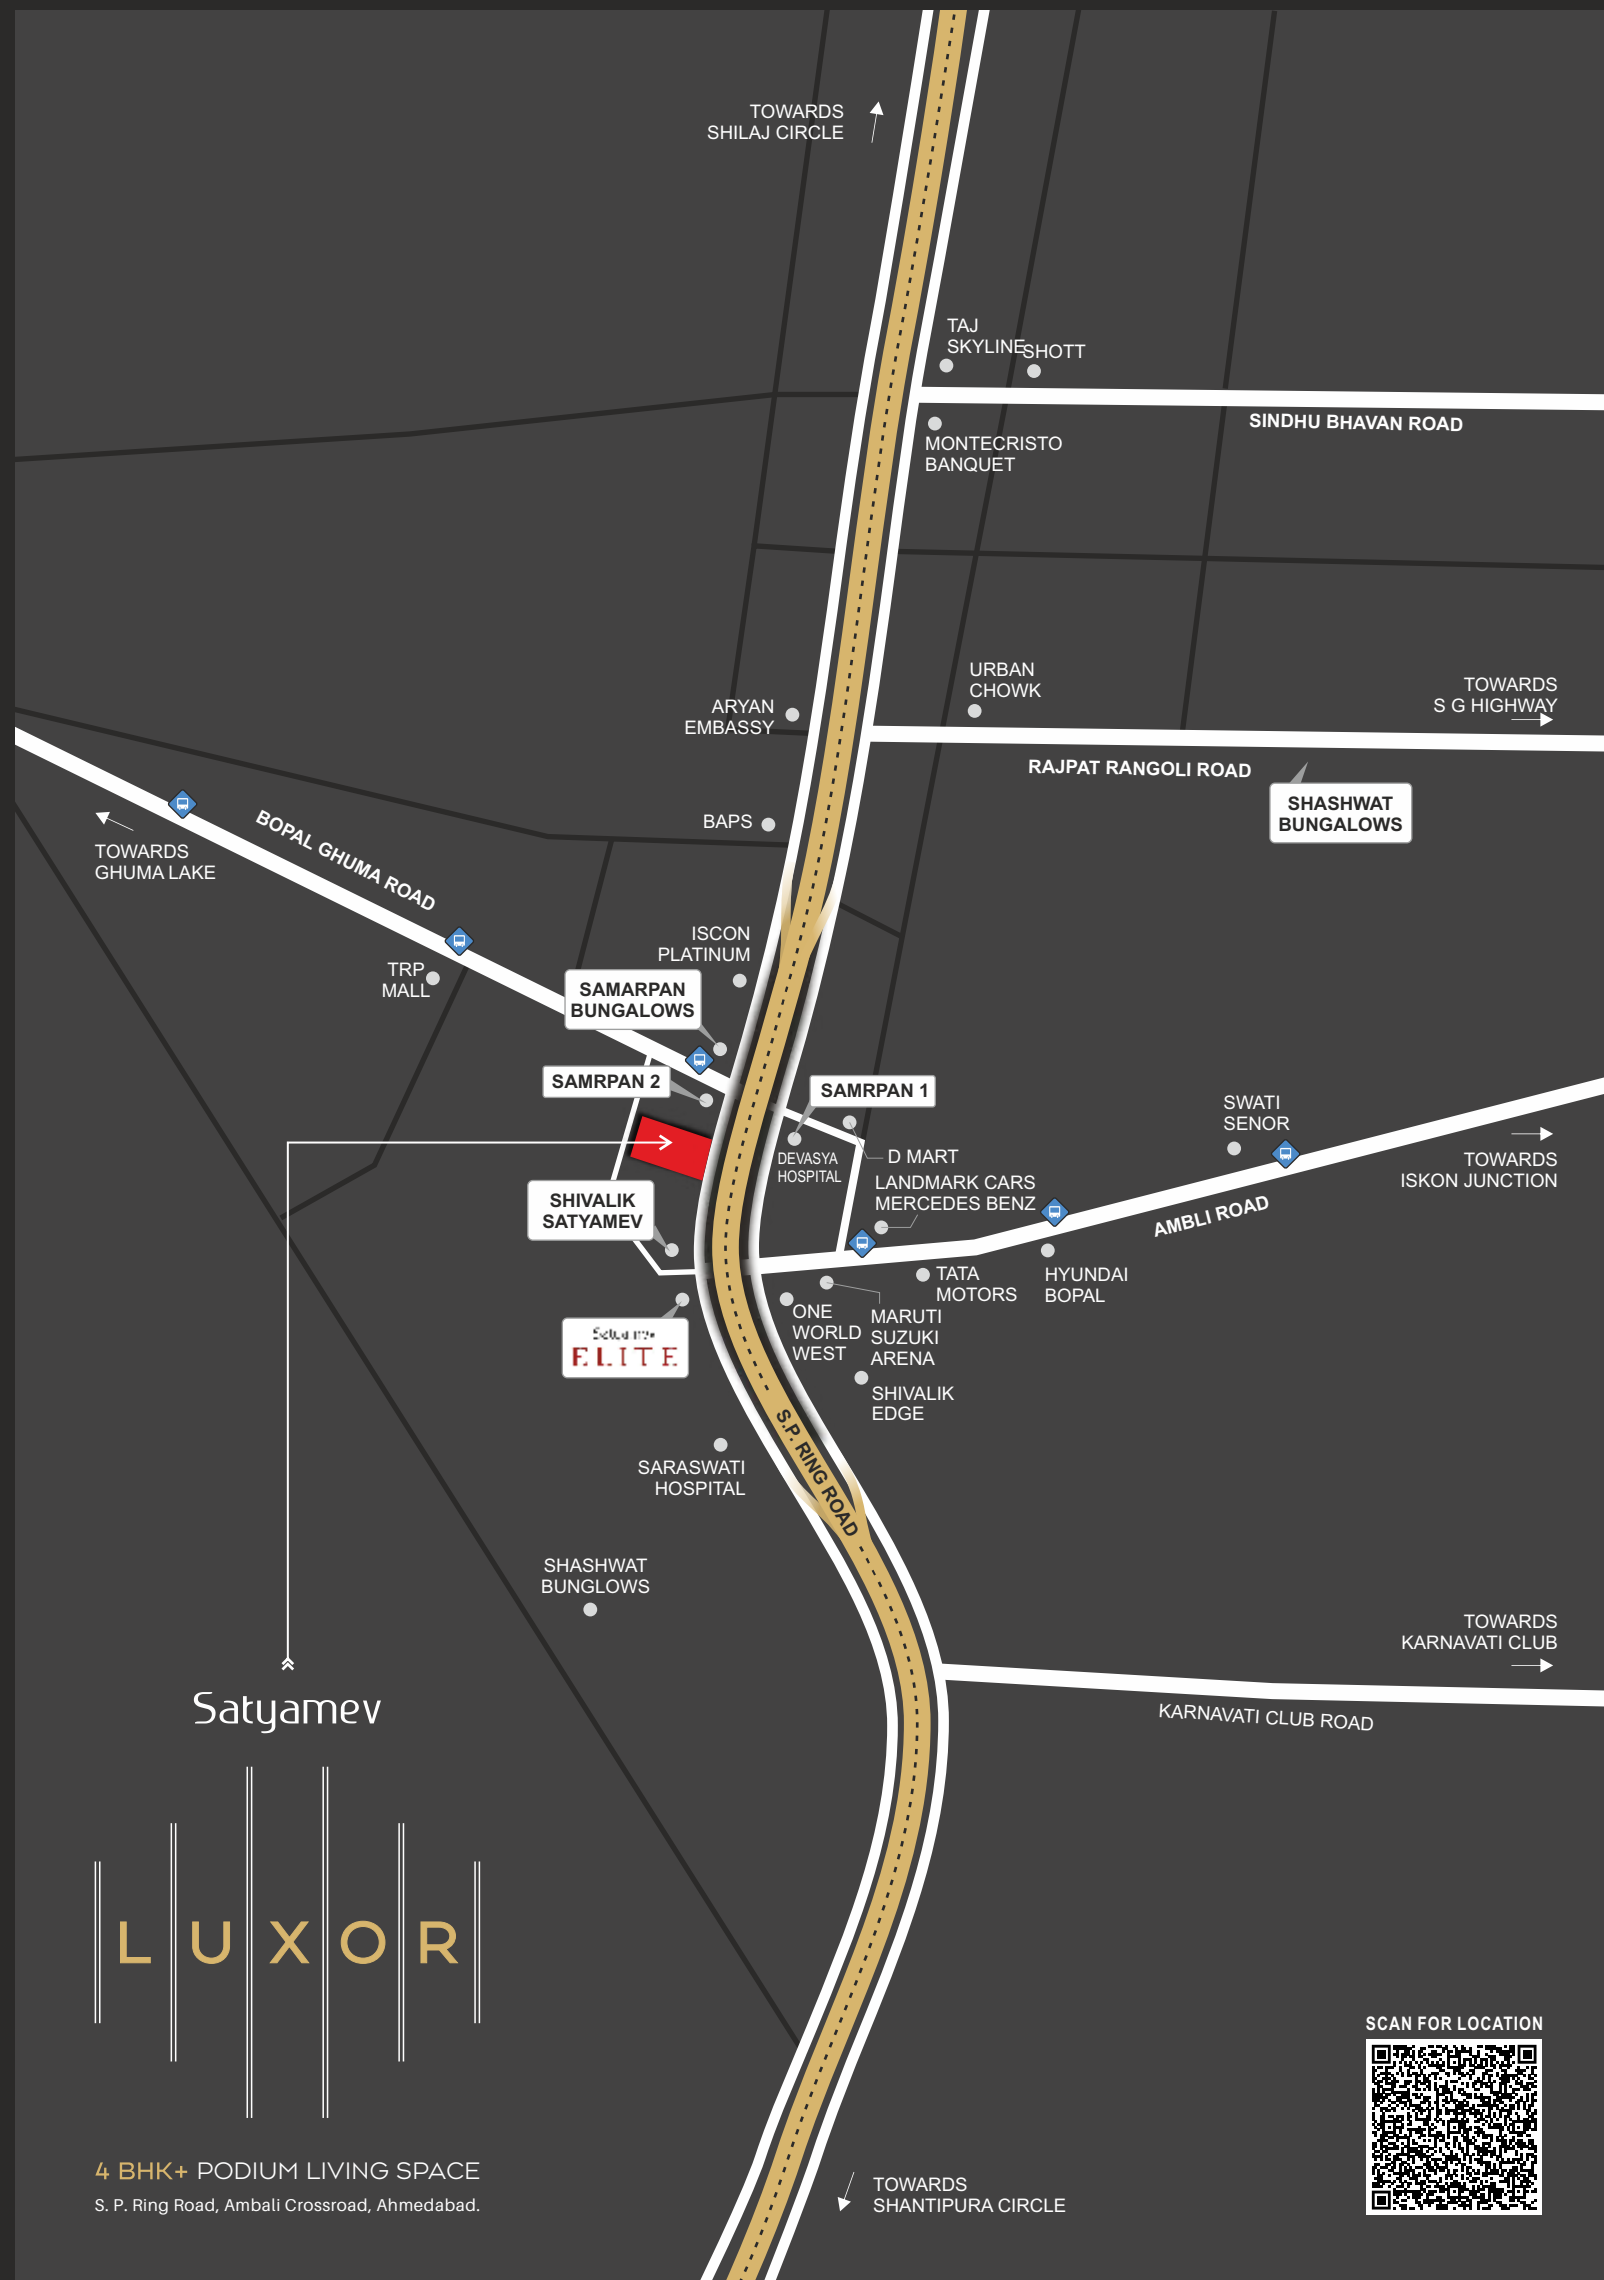 TOWARDS
SHILAJ CIRCLE
TAJ
SKYLINE
SHOTT
SINDHU BHAVAN ROAD
MONTECRISTO
BANQUET
URBAN
CHOWK
TOWARDS
S G HIGHWAY
ARYAN
EMBASSY
RAJPAT RANGOLI ROAD
SHASHWAT
BUNGALOWS
BAPS
BOPAL GHUMA ROAD
TOWARDS
GHUMA LAKE
ISCON
PLATINUM
TRP
MALL
SAMARPAN
BUNGALOWS
SAMRPAN 2
SAMRPAN 1
SWATI
SENOR
DEVASYA
HOSPITAL
D MART
TOWARDS
ISKON JUNCTION
LANDMARK CARS
MERCEDES BENZ
SHIVALIK
SATYAMEV
AMBLI ROAD
TATA
MOTORS
HYUNDAI
BOPAL
ONE
WORLD
WEST
MARUTI
SUZUKI
ARENA
ELITE
SHIVALIK
EDGE
S.P. RING ROAD
SARASWATI
HOSPITAL
SHASHWAT
BUNGLOWS
TOWARDS
KARNAVATI CLUB
KARNAVATI CLUB ROAD
Satyamev
LUXOR
4 BHK+ PODIUM LIVING SPACE
S. P. Ring Road, Ambali Crossroad, Ahmedabad.
SCAN FOR LOCATION
TOWARDS
SHANTIPURA CIRCLE